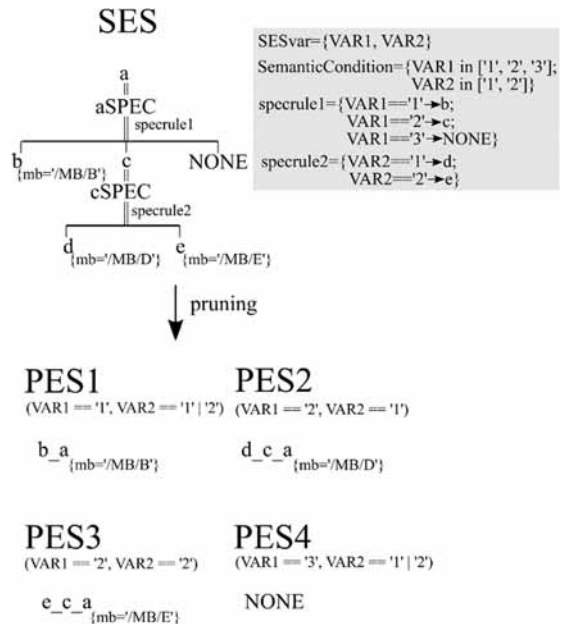 SES
a
aSPEC
specrule1
b c NONE
{mb='/MB/B'}
cSPEC
specrule2
d e
{mb='/MB/D'} {mb='/MB/E'}
SESvar={VAR1, VAR2}
SemanticCondition={VAR1 in ['1', '2', '3'];
VAR2 in ['1', '2']}
specrule1={VAR1=='1'→b;
VAR1=='2'→c;
VAR1=='3'→NONE}
specrule2={VAR2=='1'→d;
VAR2=='2'→e}
pruning
PES1
(VAR1 == '1', VAR2 == '1' | '2')
b_a{mb='/MB/B'}
PES2
(VAR1 == '2', VAR2 == '1')
d_c_a{mb='/MB/D'}
PES3
(VAR1 == '2', VAR2 == '2')
e_c_a{mb='/MB/E'}
PES4
(VAR1 == '3', VAR2 == '1' | '2')
NONE